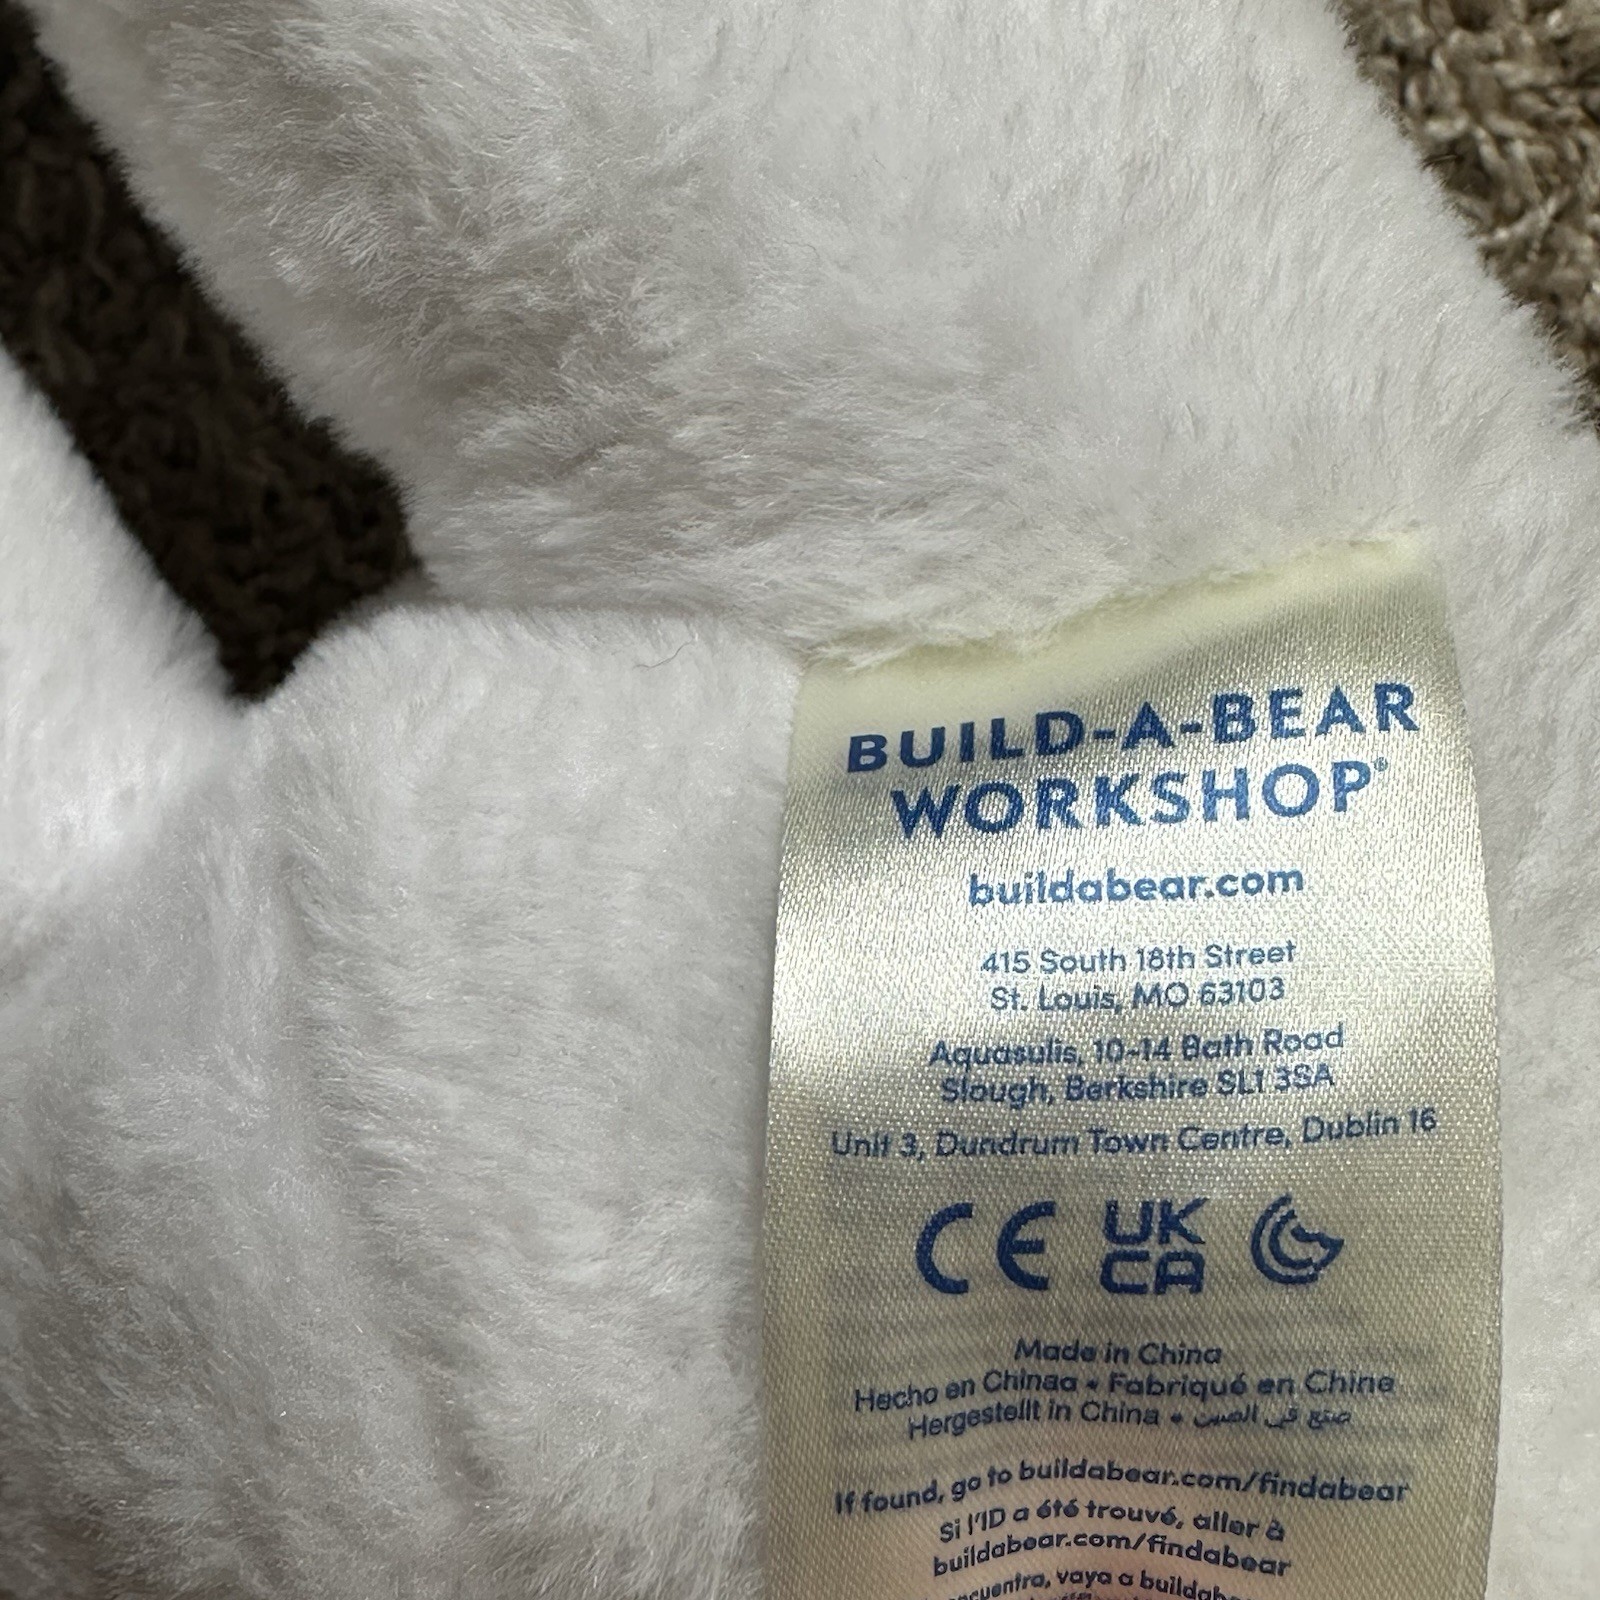 BUILD-A-BEAR
WORKSHOP®
buildabear.com
415 South 18th Street
St. Louis, MO 63103
Aquasulis, 10-14 Bath Road
Slough, Berkshire SL1 3SA
Unit 3, Dundrum Town Centre, Dublin 16
CE UK
CA
Made in China
Hecho en Chinaa • Fabriqué en Chine
Hergestellt in China • صنع في الصين
If found, go to buildabear.com/findabear
Si l'ID a été trouvé, aller à
buildabear.com/findabear
vaya a